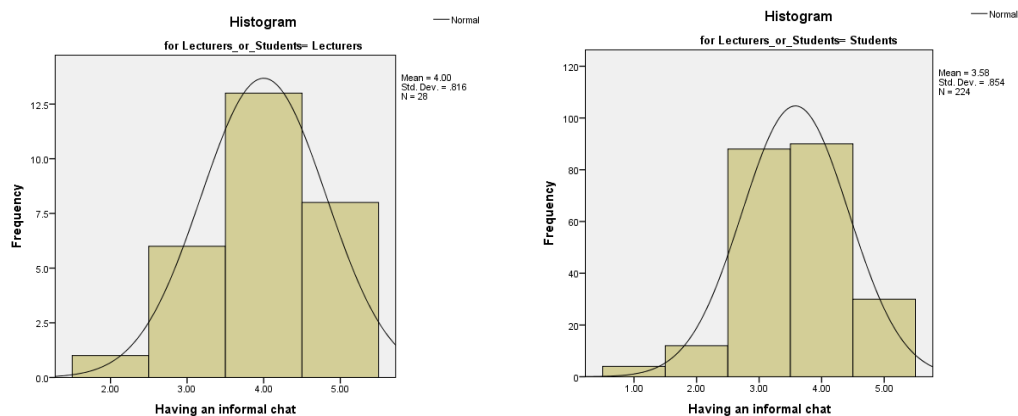 Histogram
Normal
for Lecturers_or_Students= Lecturers
Mean = 4.00
Std. Dev. = .816
N = 28
12.5
10.0
7.5
5.0
2.5
0.0
Frequency
2.00 3.00 4.00 5.00
Having an informal chat
Histogram
Normal
for Lecturers_or_Students= Students
Mean = 3.58
Std. Dev. = .854
N = 224
120
100
80
60
40
20
0
Frequency
1.00 2.00 3.00 4.00 5.00
Having an informal chat